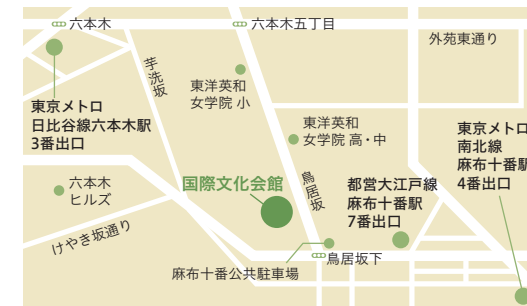 六本木
六本木五丁目
外苑東通り
芋洗坂
東洋英和
女学院 小
東京メトロ
日比谷線六本木駅
3番出口
東洋英和
女学院 高・中
東京メトロ
南北線
麻布十番駅
4番出口
六本木
ヒルズ
国際文化会館
鳥居坂
都営大江戸線
麻布十番駅
7番出口
けやき坂通り
鳥居坂下
麻布十番公共駐車場